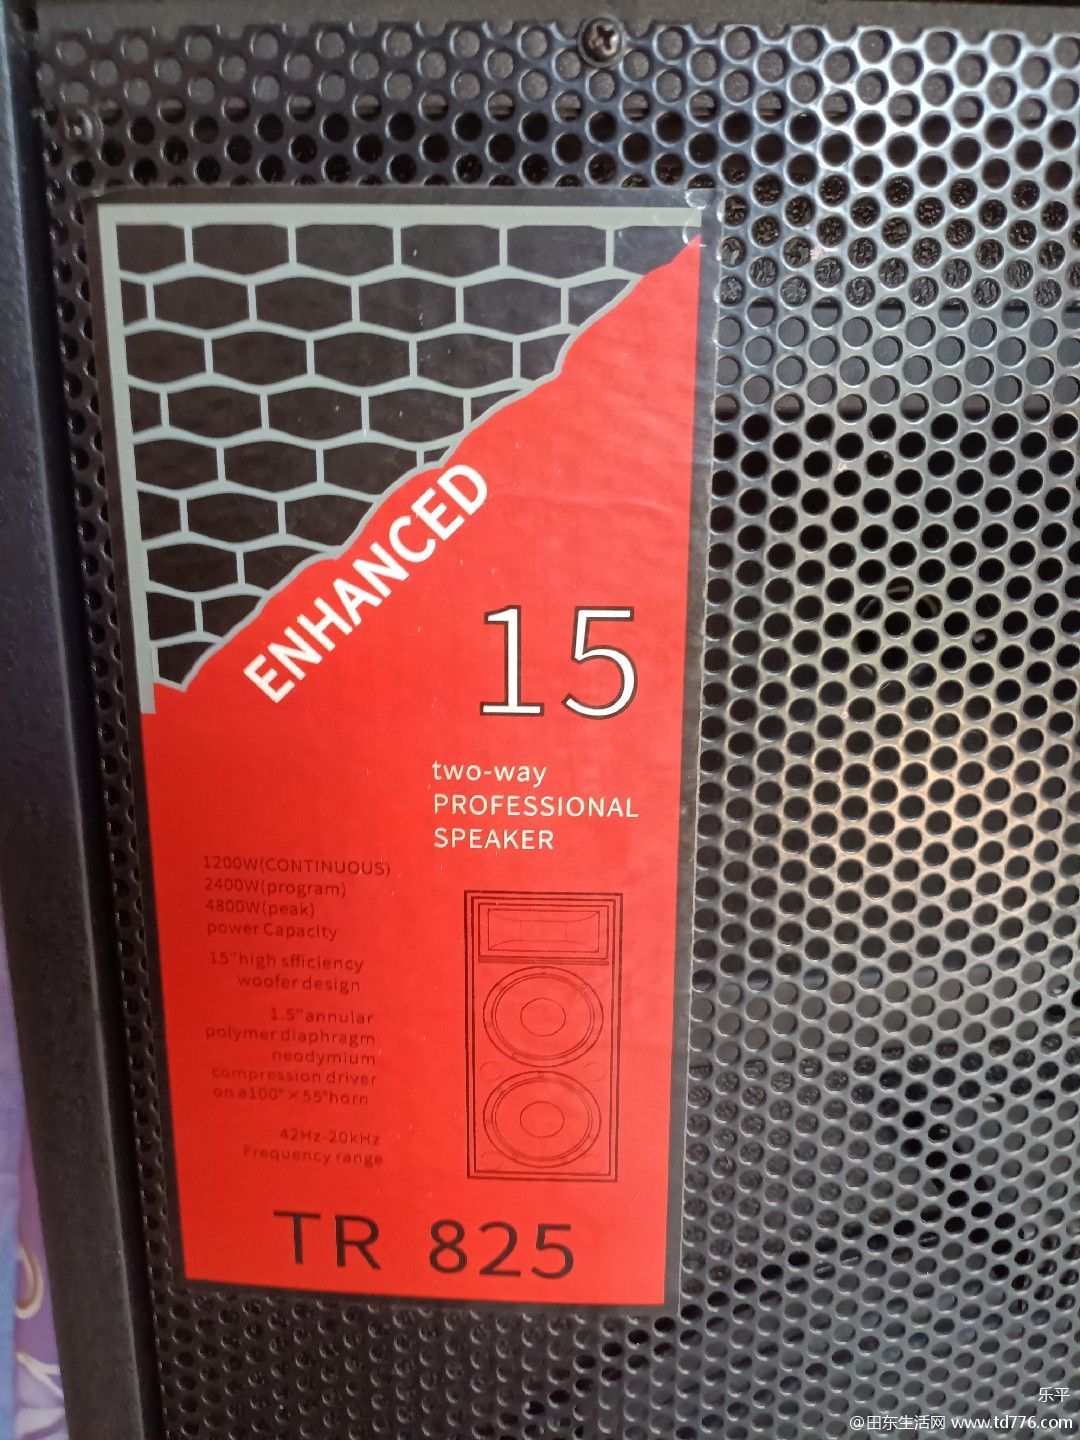 ENHANCED
15
two-way
PROFESSIONAL
SPEAKER
1200W(CONTINUOUS)
2400W(program)
4800W(peak)
power Capacity
15"high sfficiency
woofer design
1.5"annular
polymer diaphragm
neodymium
compression driver
on a100°×55°horn
42Hz-20kHz
Frequency range
TR 825
乐平
@田东生活网 www.td776.com